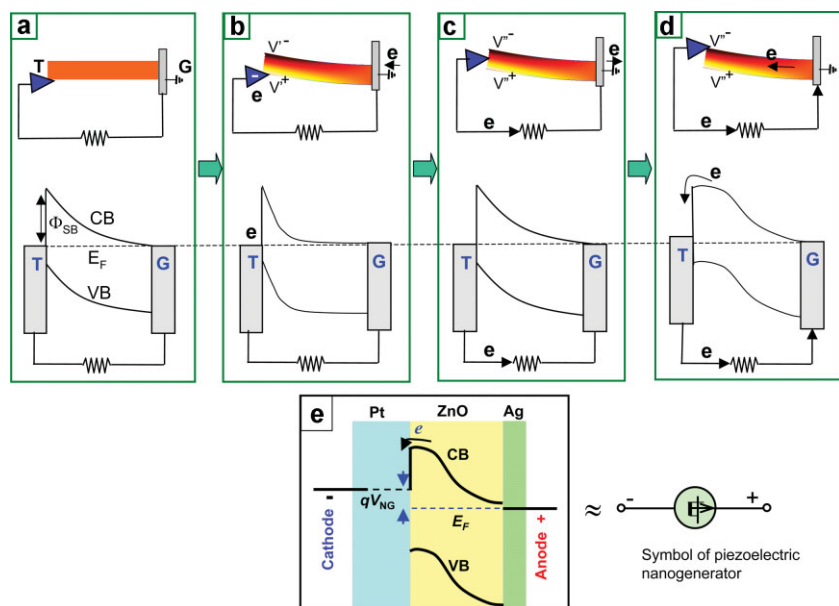 a
T
G
Φ_SB
CB
E_F
T
G
VB
b
V'⁻
e
-
e
V'⁺
e
T
G
c
V''⁻
e
V''⁺
e
T
G
e
d
V''⁻
e
V''⁺
e
e
T
G
e
e
Pt
ZnO
Ag
e
CB
qV_NG
E_F
VB
Cathode -
Anode +
≈
-
+
Symbol of piezoelectric
nanogenerator